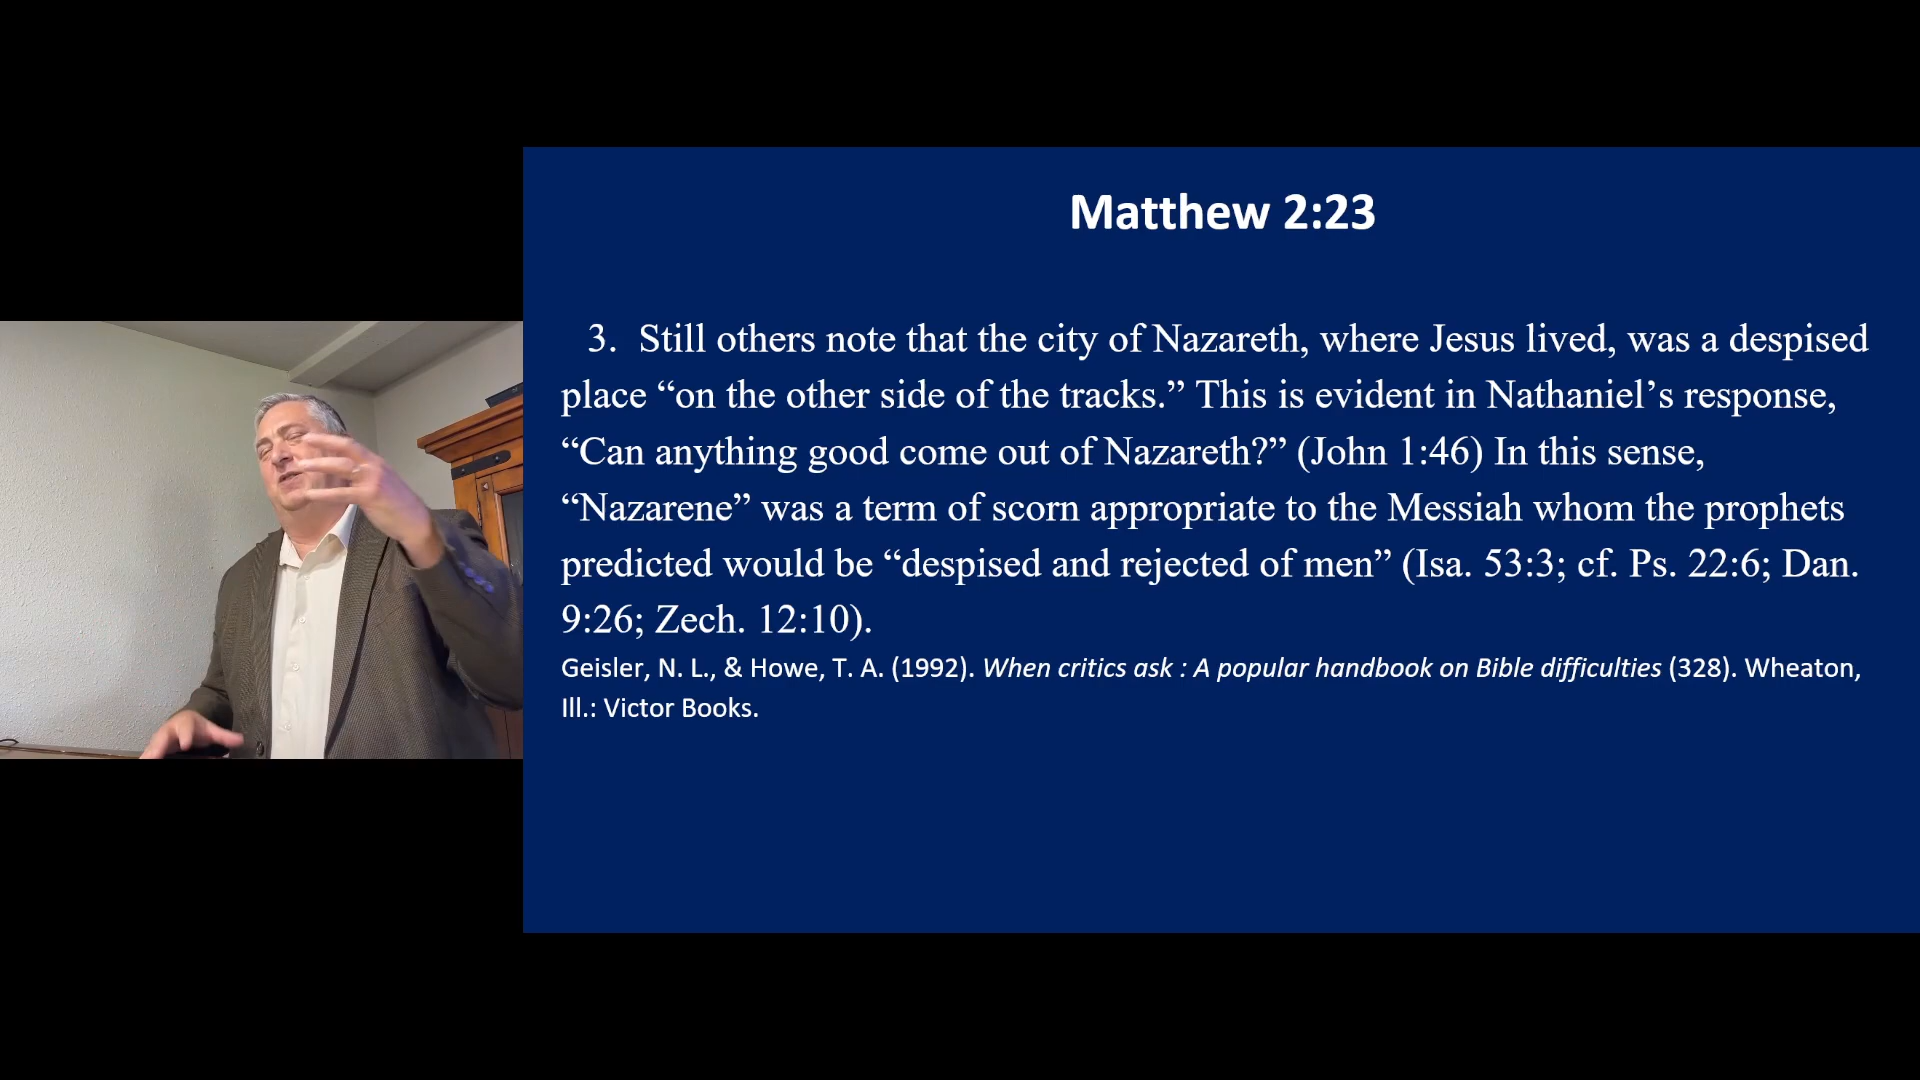 Matthew 2:23
3. Still others note that the city of Nazareth, where Jesus lived, was a despised
place “on the other side of the tracks.” This is evident in Nathaniel’s response,
“Can anything good come out of Nazareth?” (John 1:46) In this sense,
“Nazarene” was a term of scorn appropriate to the Messiah whom the prophets
predicted would be “despised and rejected of men” (Isa. 53:3; cf. Ps. 22:6; Dan.
9:26; Zech. 12:10).
Geisler, N. L., & Howe, T. A. (1992). When critics ask : A popular handbook on Bible difficulties (328). Wheaton,
Ill.: Victor Books.